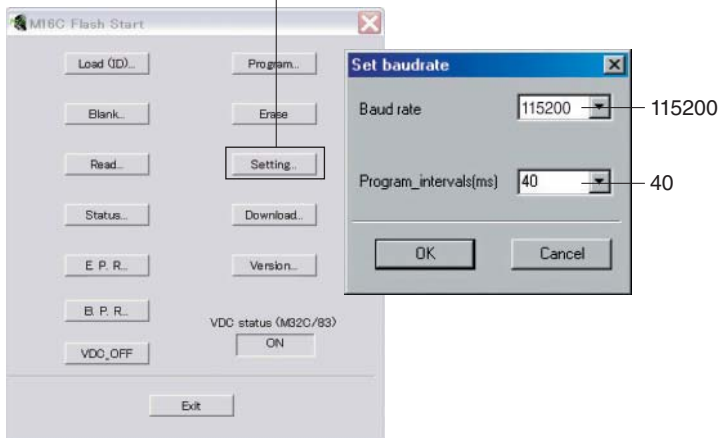 M16C Flash Start
Load (ID)...
Program...
Blank...
Erase
Read...
Setting...
Status...
Download...
E. P. R...
Version...
B. P. R...
VDC_OFF
VDC status (M32C/83)
ON
Exit
Set baudrate
Baud rate
115200
115200
Program_intervals(ms)
40
40
OK
Cancel